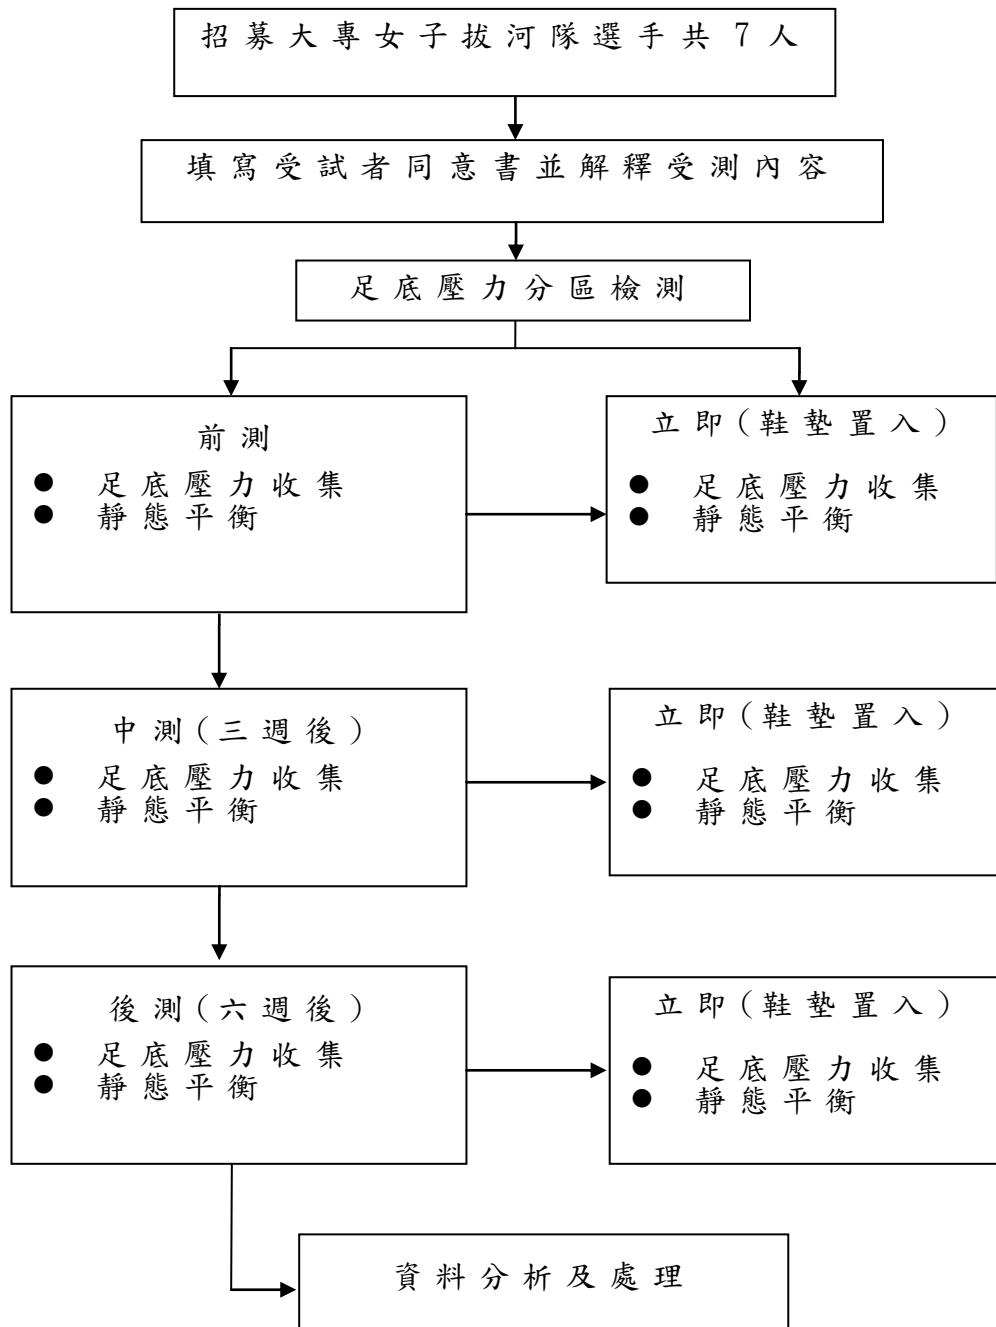 招募大專女子拔河隊選手共 7 人
填寫受試者同意書並解釋受測內容
足底壓力分區檢測
前測
● 足底壓力收集
● 靜態平衡
立即(鞋墊置入)
● 足底壓力收集
● 靜態平衡
中測(三週後)
● 足底壓力收集
● 靜態平衡
立即(鞋墊置入)
● 足底壓力收集
● 靜態平衡
後測(六週後)
● 足底壓力收集
● 靜態平衡
立即(鞋墊置入)
● 足底壓力收集
● 靜態平衡
資料分析及處理